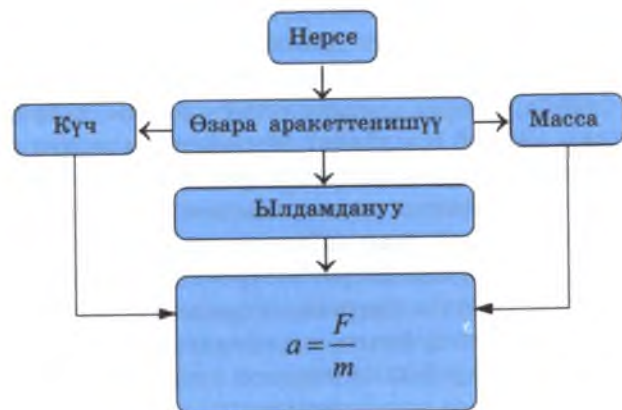 Нерсе
Күч
Өзара аракеттенишүү
Масса
Ылдамдануу
a = F/m